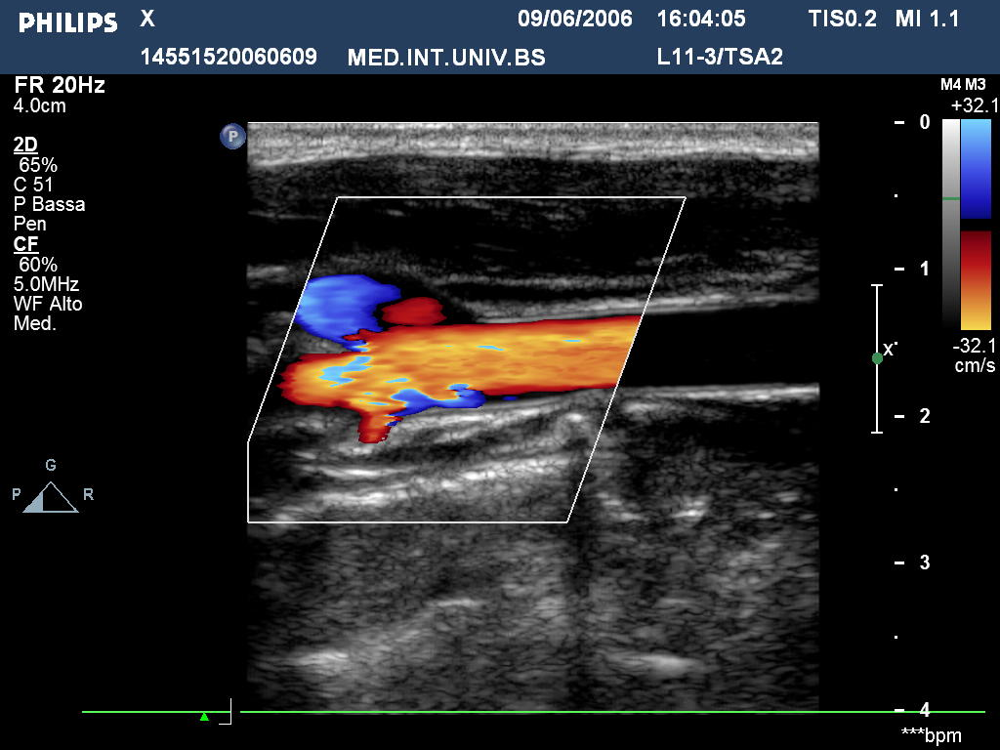 PHILIPS X 09/06/2006 16:04:05 TIS0.2 MI 1.1
14551520060609 MED.INT.UNIV.BS L11-3/TSA2
FR 20Hz
4.0cm
M4 M3
+32.1
P
0
2D
65%
C 51
P Bassa
Pen
CF
60%
5.0MHz
WF Alto
Med.
1
x
-32.1
cm/s
2
G
P R
3
4
***bpm